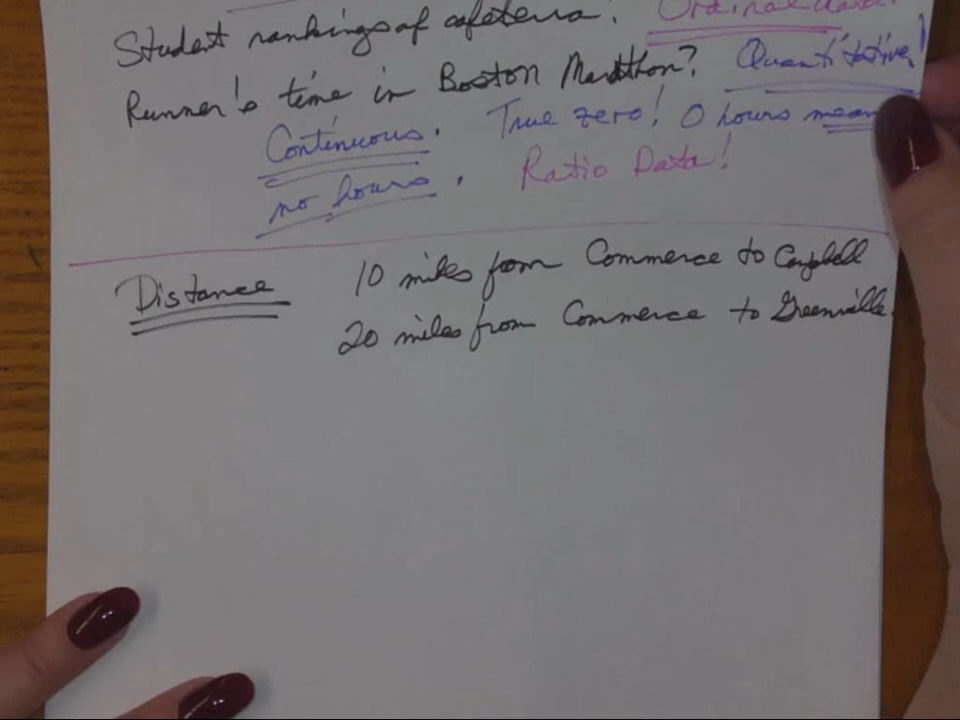 Student rankings of cafeteria. Ordinal data!
Runner's time in Boston Marathon? Quantitative!
Continuous. True zero! 0 hours mean
no hours. Ratio Data!
Distance 10 miles from Commerce to Campbell
20 miles from Commerce to Greenville.